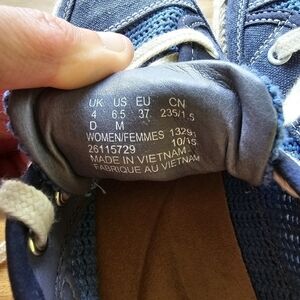 UK US EU CN
4 6.5 37 235/1.5
D M
WOMEN/FEMMES 1329
26115729 10/15
MADE IN VIETNAM
FABRIQUE AU VIETNAM